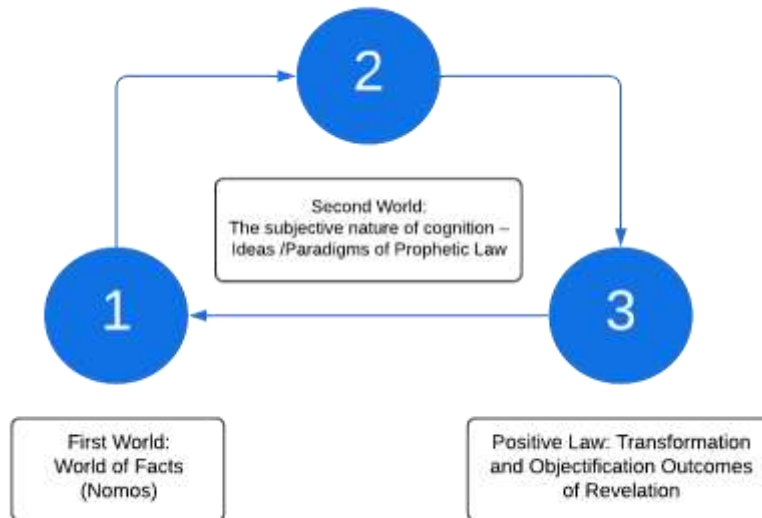 2
Second World:
The subjective nature of cognition –
Ideas /Paradigms of Prophetic Law
1
3
First World:
World of Facts
(Nomos)
Positive Law: Transformation
and Objectification Outcomes
of Revelation